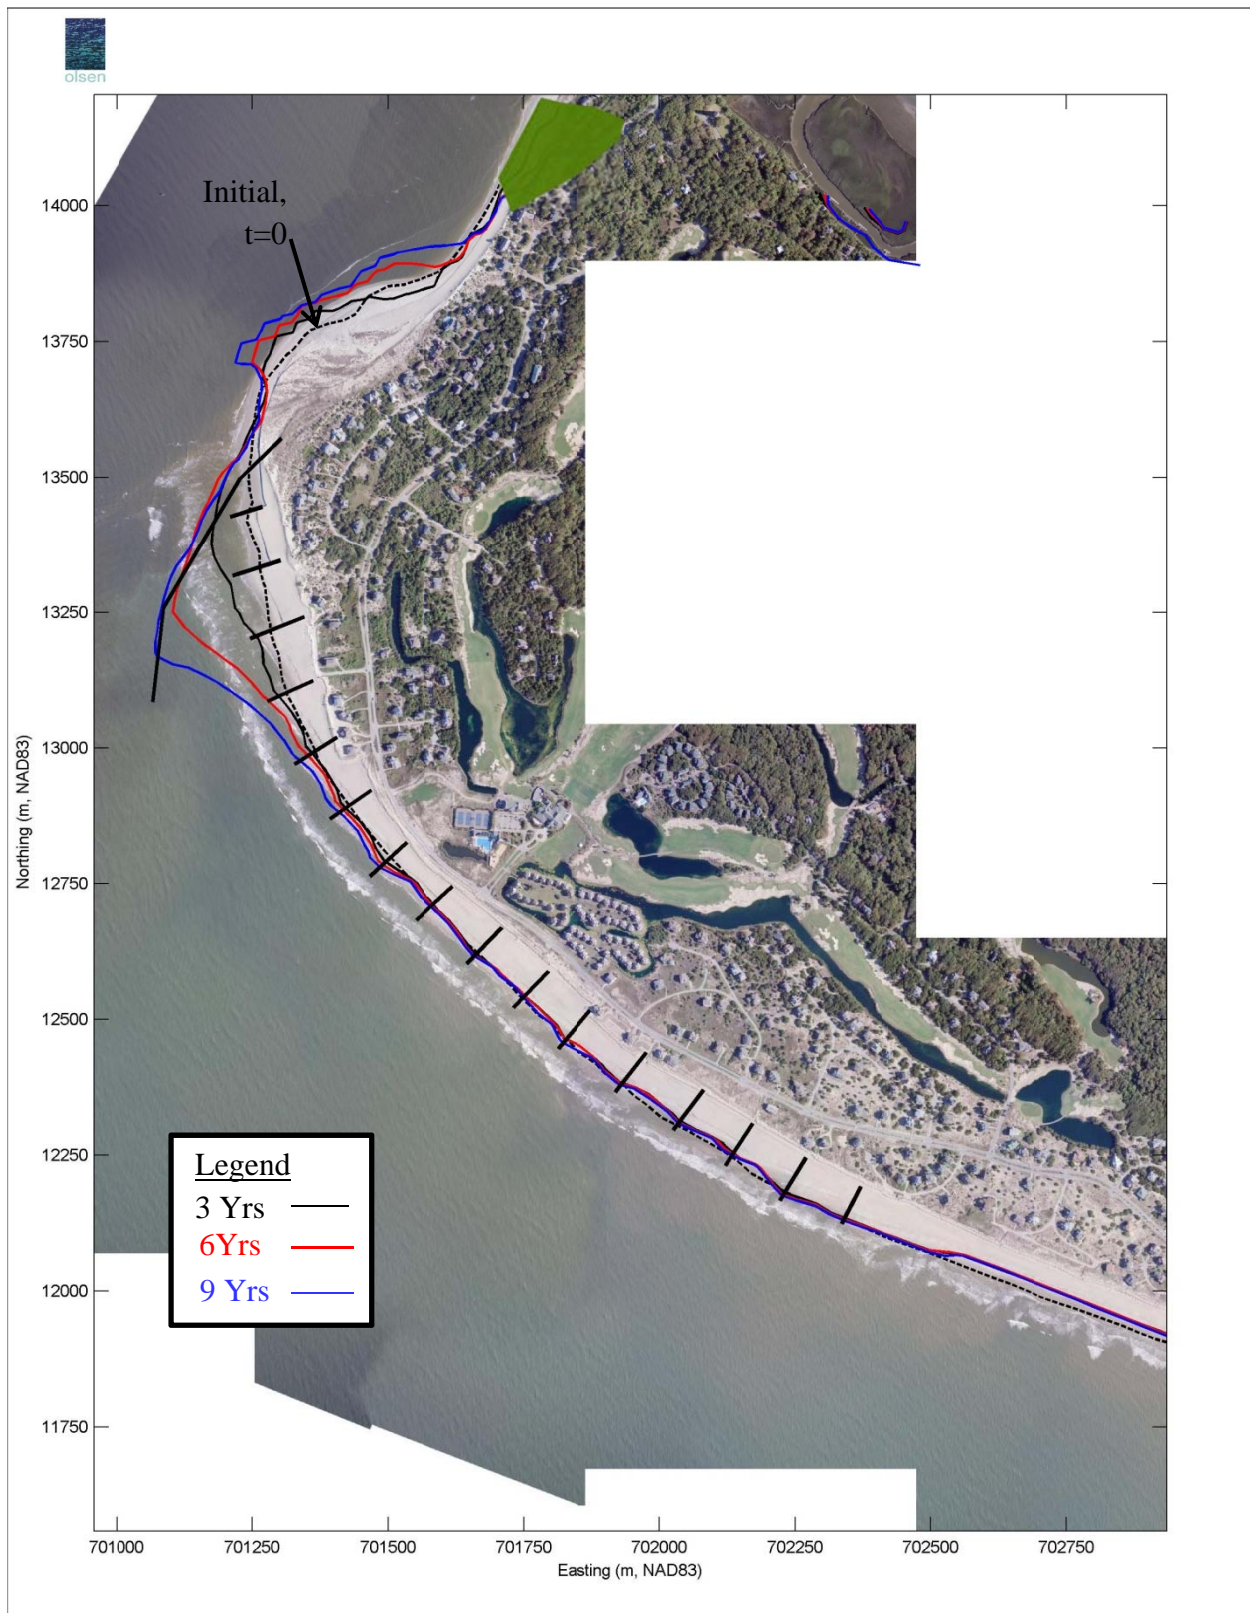 olsen
Initial,
t=0
14000
13750
13500
13250
13000
12750
12500
12250
12000
11750
Northing (m, NAD83)
Legend
3 Yrs
6Yrs
9 Yrs
701000 701250 701500 701750 702000 702250 702500 702750
Easting (m, NAD83)